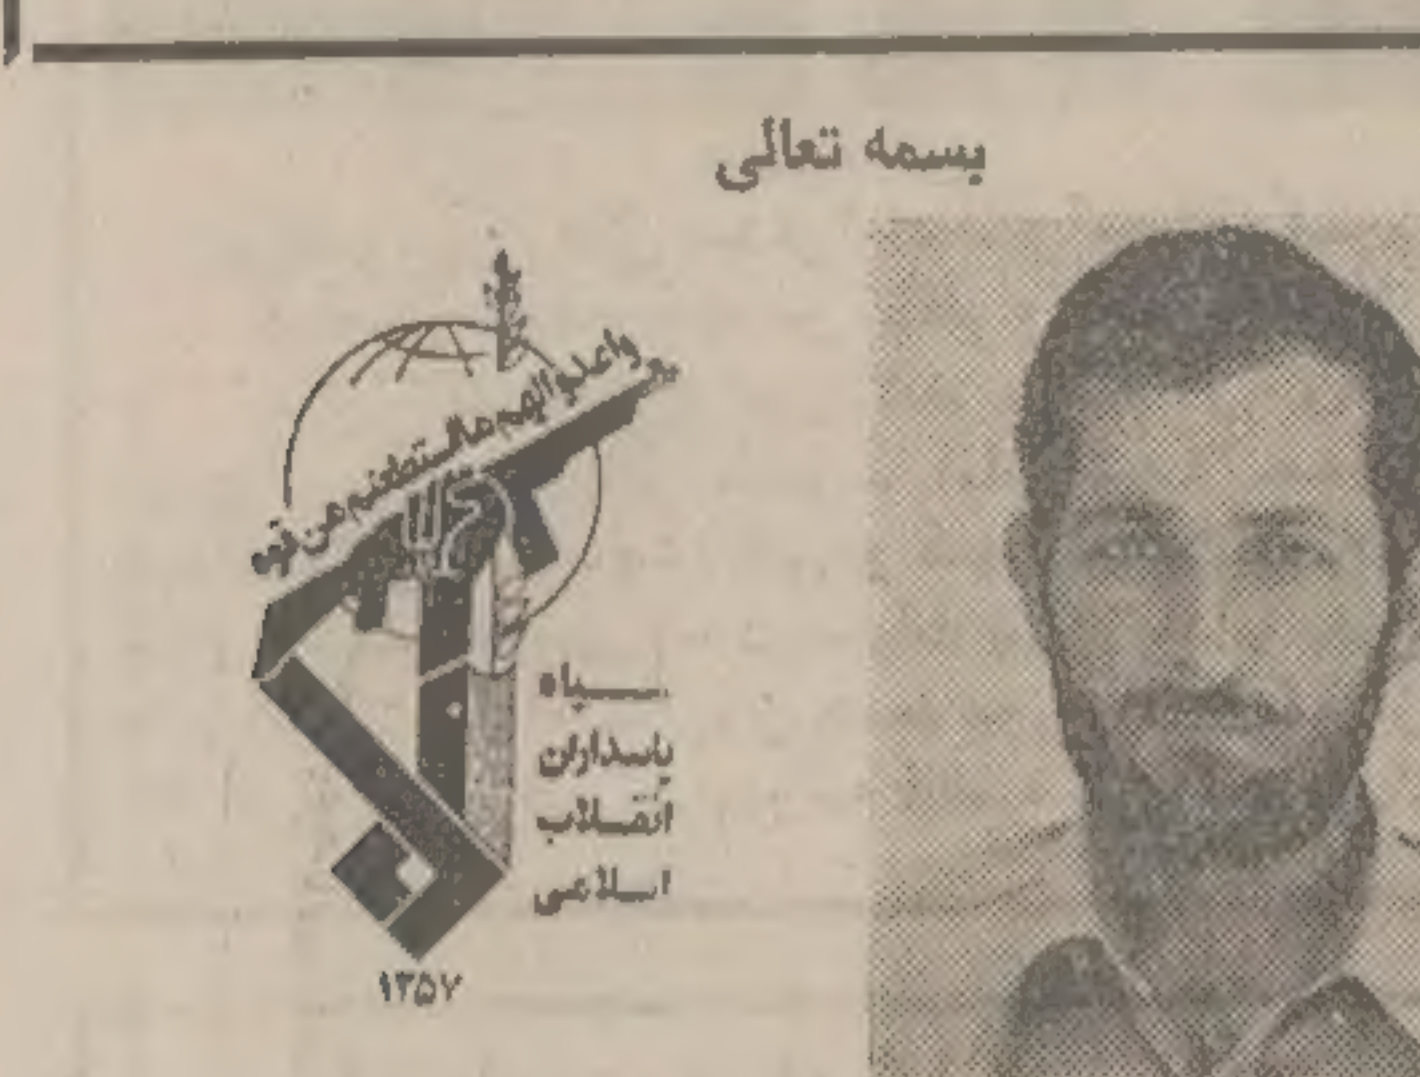 بسمه تعالی
واعدوا لهم ما استطعتم من قوة
سپاه
پاسداران
انقلاب
اسلامی
۱۳۵۷